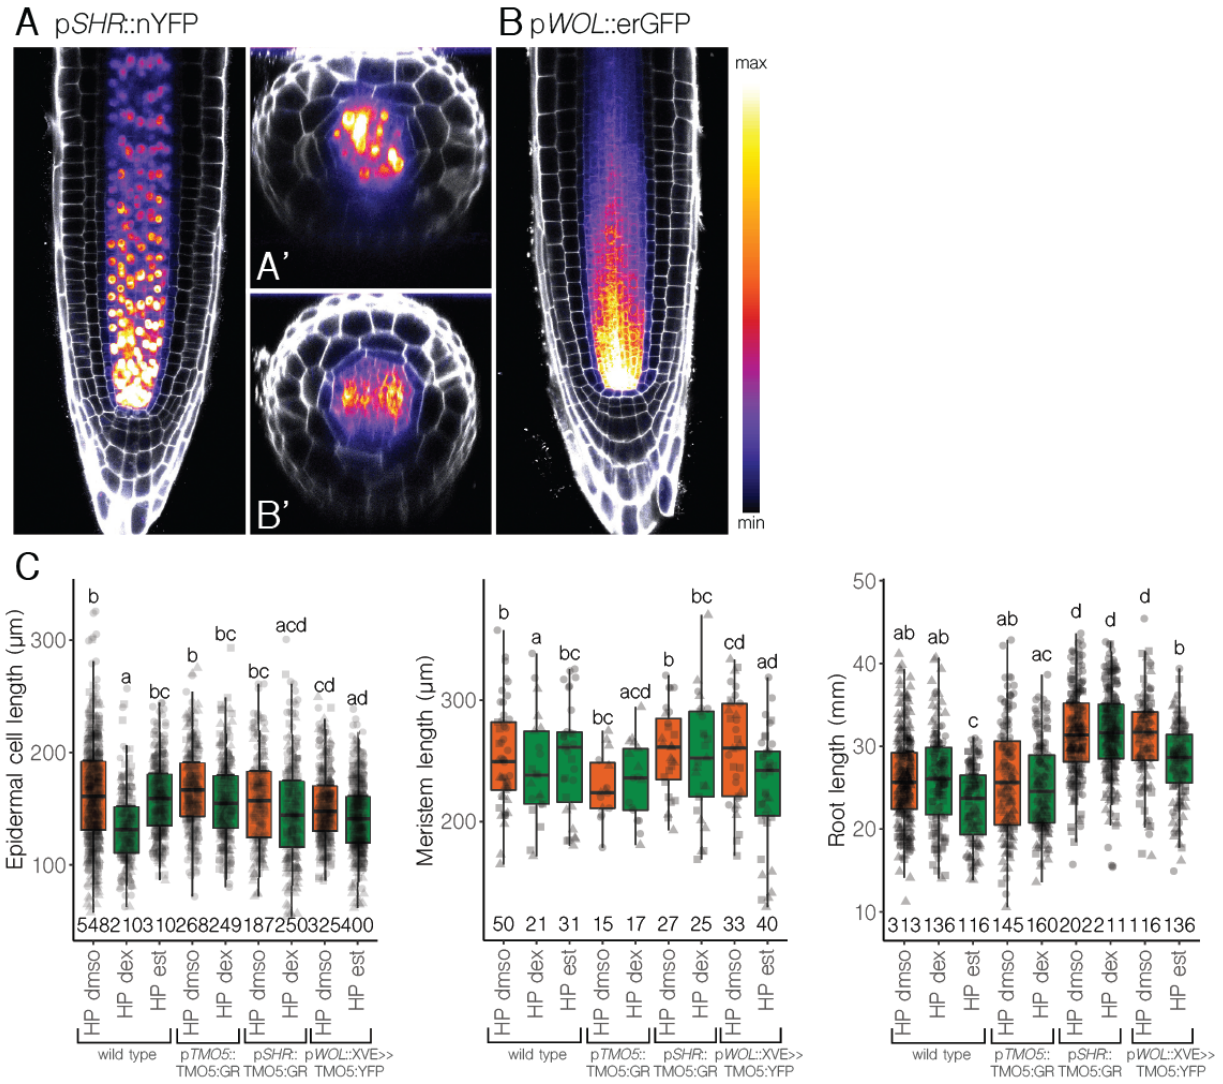 A pSHR::nYFP
B pWOL::erGFP
max
A'
B'
min
C
Epidermal cell length (µm)
300
200
100
b
a
bc
b
bc
bc
acd
cd
ad
548 210 310 268 249 187 250 325 400
HP dmso
HP dex
HP est
HP dmso
HP dex
HP dmso
HP dex
HP dmso
HP est
wild type
pTMO5::
TMO5:GR
pSHR::
TMO5:GR
pWOL::XVE>>
TMO5:YFP
Meristem length (µm)
300
200
b
a
bc
bc
acd
b
bc
cd
ad
50 21 31 15 17 27 25 33 40
HP dmso
HP dex
HP est
HP dmso
HP dex
HP dmso
HP dex
HP dmso
HP est
wild type
pTMO5::
TMO5:GR
pSHR::
TMO5:GR
pWOL::XVE>>
TMO5:YFP
Root length (mm)
50
40
30
20
10
ab
ab
c
ab
ac
d
d
d
b
313 136 116 145 160 202 211 116 136
HP dmso
HP dex
HP est
HP dmso
HP dex
HP dmso
HP dex
HP dmso
HP est
wild type
pTMO5::
TMO5:GR
pSHR::
TMO5:GR
pWOL::XVE>>
TMO5:YFP